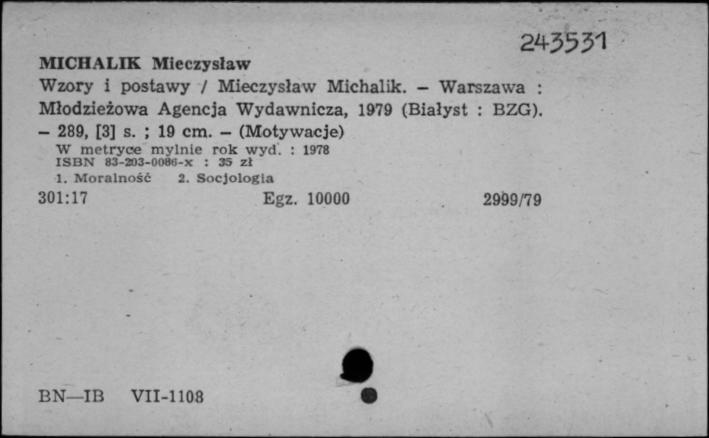 243531
MICHALIK Mieczysław
Wzory i postawy / Mieczysław Michalik. — Warszawa :
Młodzieżowa Agencja Wydawnicza, 1979 (Białyst : BZG).
— 289, [3] s. ; 19 cm. — (Motywacje)
W metryce mylnie rok wyd. : 1978
ISBN 83-203-0086-x : 35 zł
1. Moralność 2. Socjologia
301:17 Egz. 10000 2999/79
BN—IB VII-1108